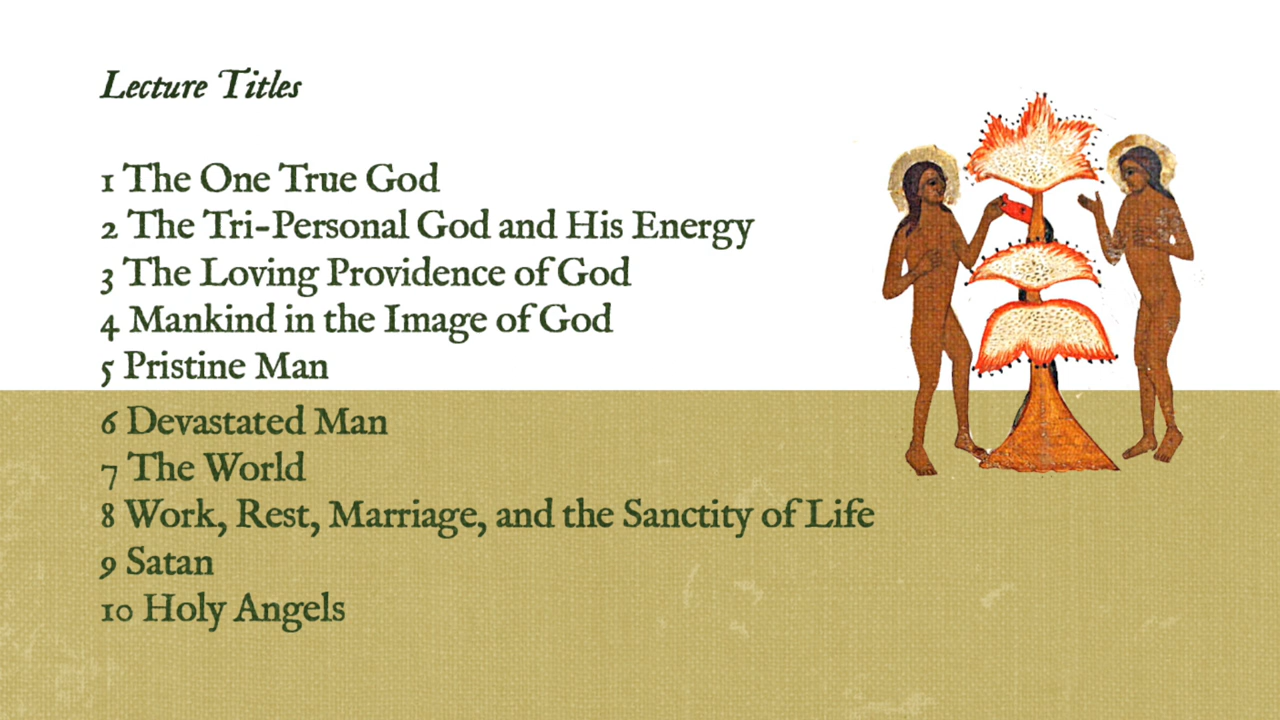 Lecture Titles
1 The One True God
2 The Tri-Personal God and His Energy
3 The Loving Providence of God
4 Mankind in the Image of God
5 Pristine Man
6 Devastated Man
7 The World
8 Work, Rest, Marriage, and the Sanctity of Life
9 Satan
10 Holy Angels